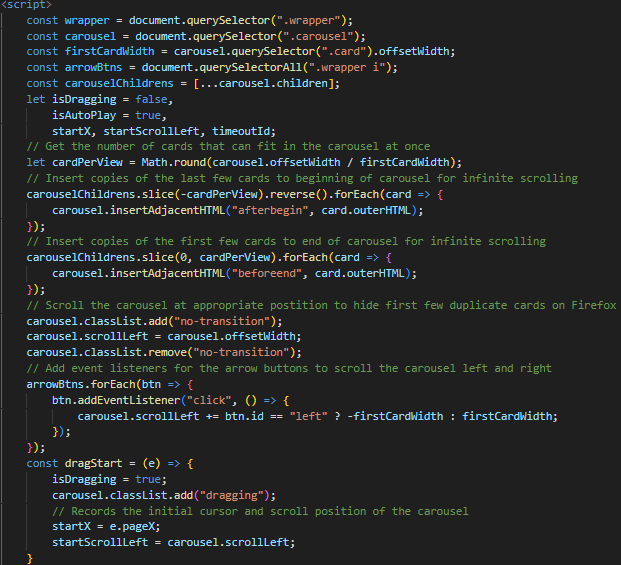 <script>
const wrapper = document.querySelector(".wrapper");
const carousel = document.querySelector(".carousel");
const firstCardWidth = carousel.querySelector(".card").offsetWidth;
const arrowBtns = document.querySelectorAll(".wrapper i");
const carouselChildrens = [...carousel.children];
let isDragging = false,
isAutoPlay = true,
startX, startScrollLeft, timeoutId;
// Get the number of cards that can fit in the carousel at once
let cardPerView = Math.round(carousel.offsetWidth / firstCardWidth);
// Insert copies of the last few cards to beginning of carousel for infinite scrolling
carouselChildrens.slice(-cardPerView).reverse().forEach(card => {
carousel.insertAdjacentHTML("afterbegin", card.outerHTML);
});
// Insert copies of the first few cards to end of carousel for infinite scrolling
carouselChildrens.slice(0, cardPerView).forEach(card => {
carousel.insertAdjacentHTML("beforeend", card.outerHTML);
});
// Scroll the carousel at appropriate postition to hide first few duplicate cards on Firefox
carousel.classList.add("no-transition");
carousel.scrollLeft = carousel.offsetWidth;
carousel.classList.remove("no-transition");
// Add event listeners for the arrow buttons to scroll the carousel left and right
arrowBtns.forEach(btn => {
btn.addEventListener("click", () => {
carousel.scrollLeft += btn.id == "left" ? -firstCardWidth : firstCardWidth;
});
});
const dragStart = (e) => {
isDragging = true;
carousel.classList.add("dragging");
// Records the initial cursor and scroll position of the carousel
startX = e.pageX;
startScrollLeft = carousel.scrollLeft;
}